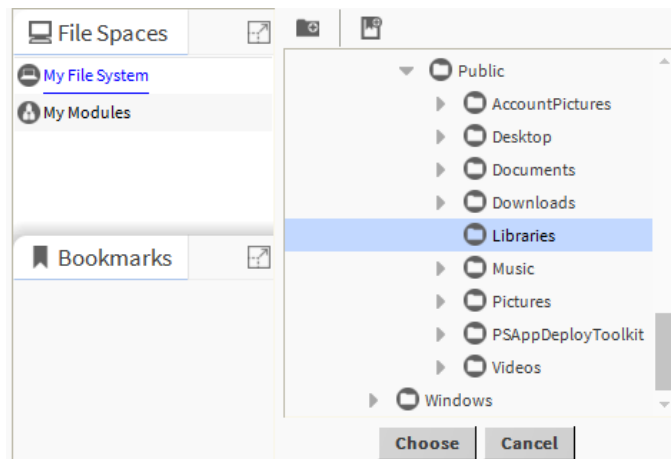 File Spaces
My File System
My Modules
Bookmarks
Public
AccountPictures
Desktop
Documents
Downloads
Libraries
Music
Pictures
PSAppDeployToolkit
Videos
Windows
Choose
Cancel